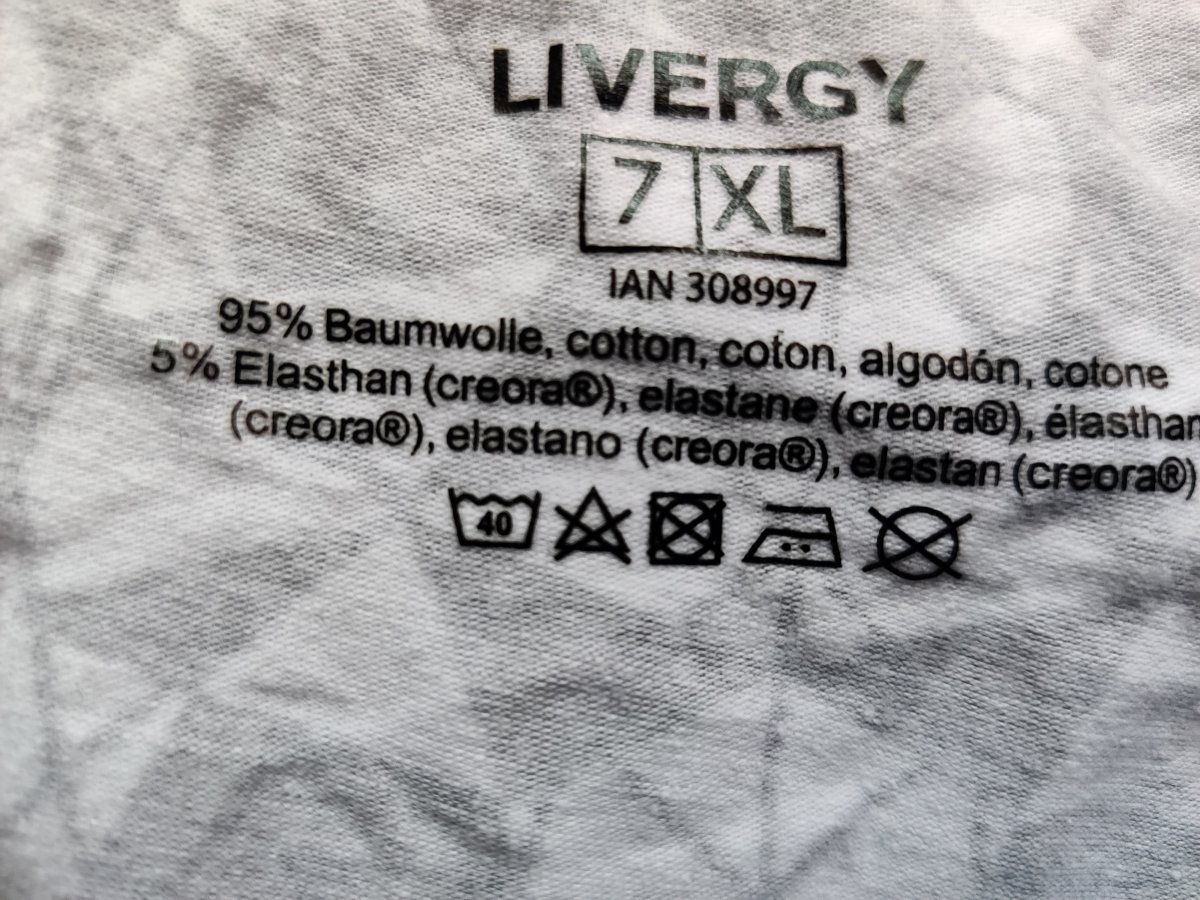 LIVERGY
7 XL
IAN 308997
95% Baumwolle, cotton, coton, algodón, cotone
5% Elasthan (creora®), elastane (creora®), élasthan
(creora®), elastano (creora®), elastan (creora®)
40